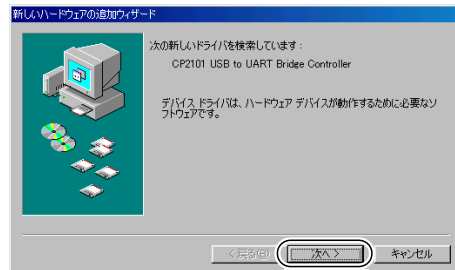 新しいハードウェアの追加ウィザード
次の新しいドライバを検索しています:
CP2101 USB to UART Bridge Controller
デバイス ドライバは、ハードウェア デバイスが動作するために必要なソ
フトウェアです。
< 戻る(B)
次へ >
キャンセル